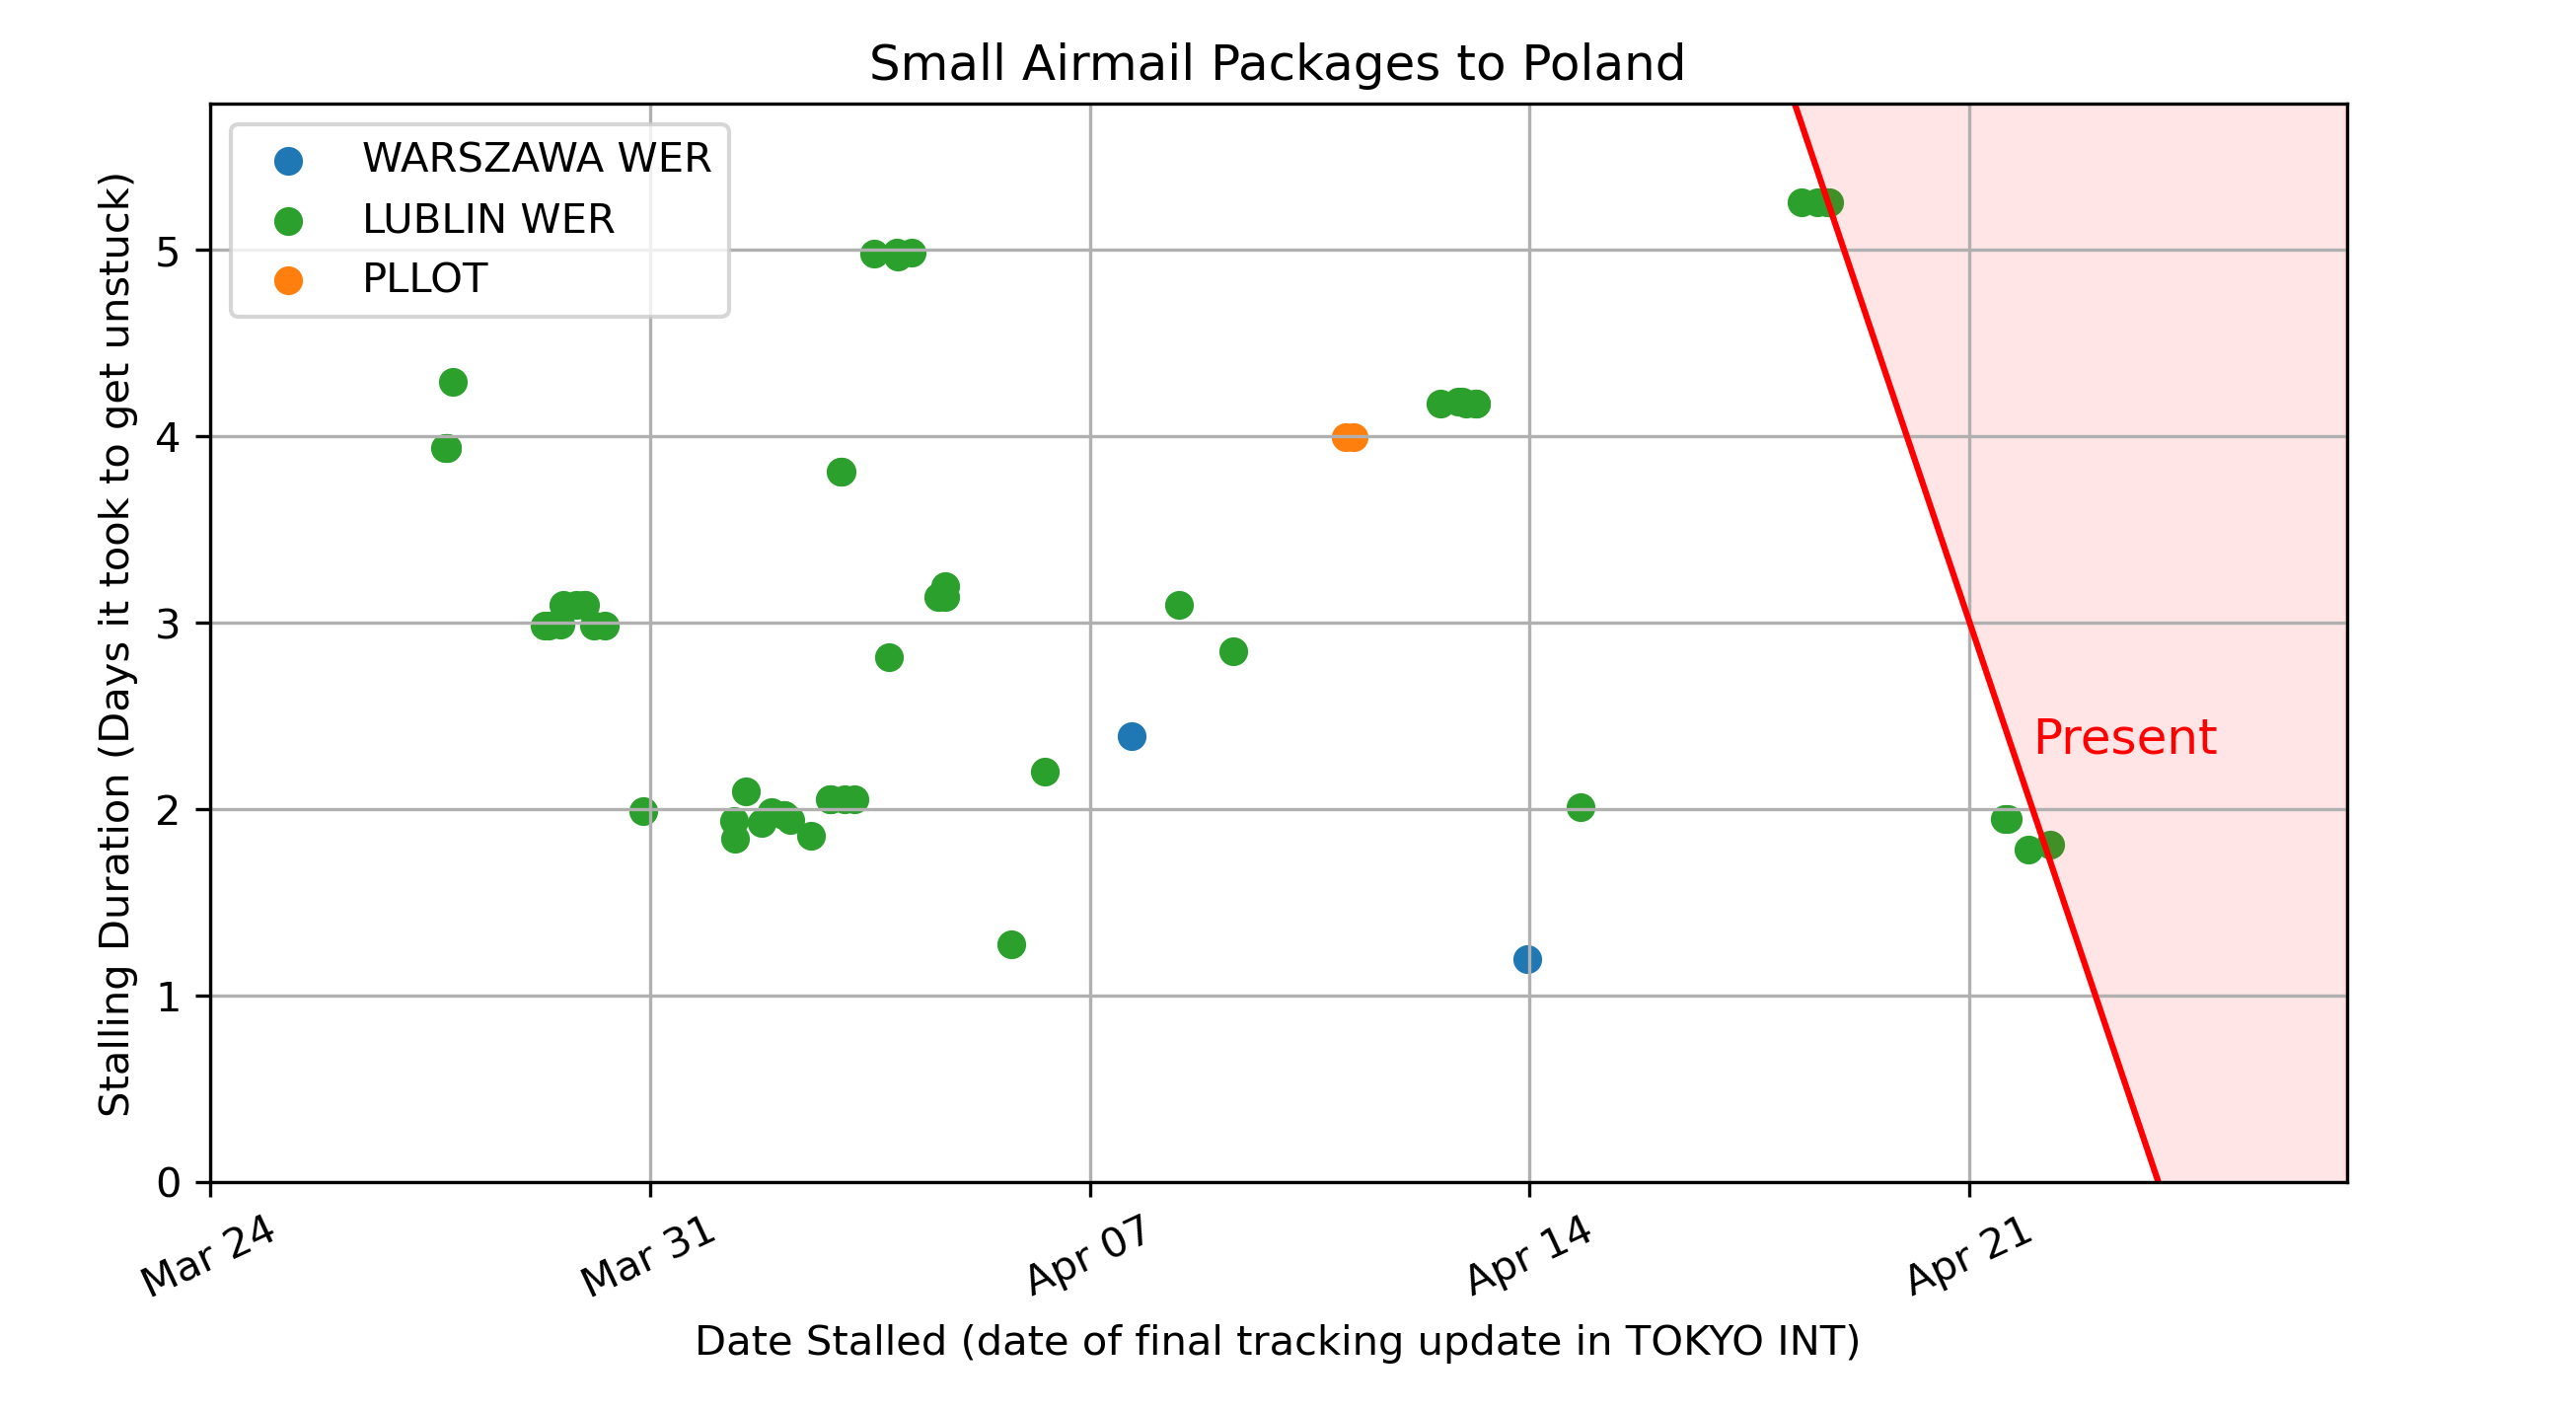 Small Airmail Packages to Poland
WARSZAWA WER
LUBLIN WER
PLLOT
Stalling Duration (Days it took to get unstuck)
5
4
3
2
1
0
Present
Mar 24
Mar 31
Apr 07
Apr 14
Apr 21
Date Stalled (date of final tracking update in TOKYO INT)